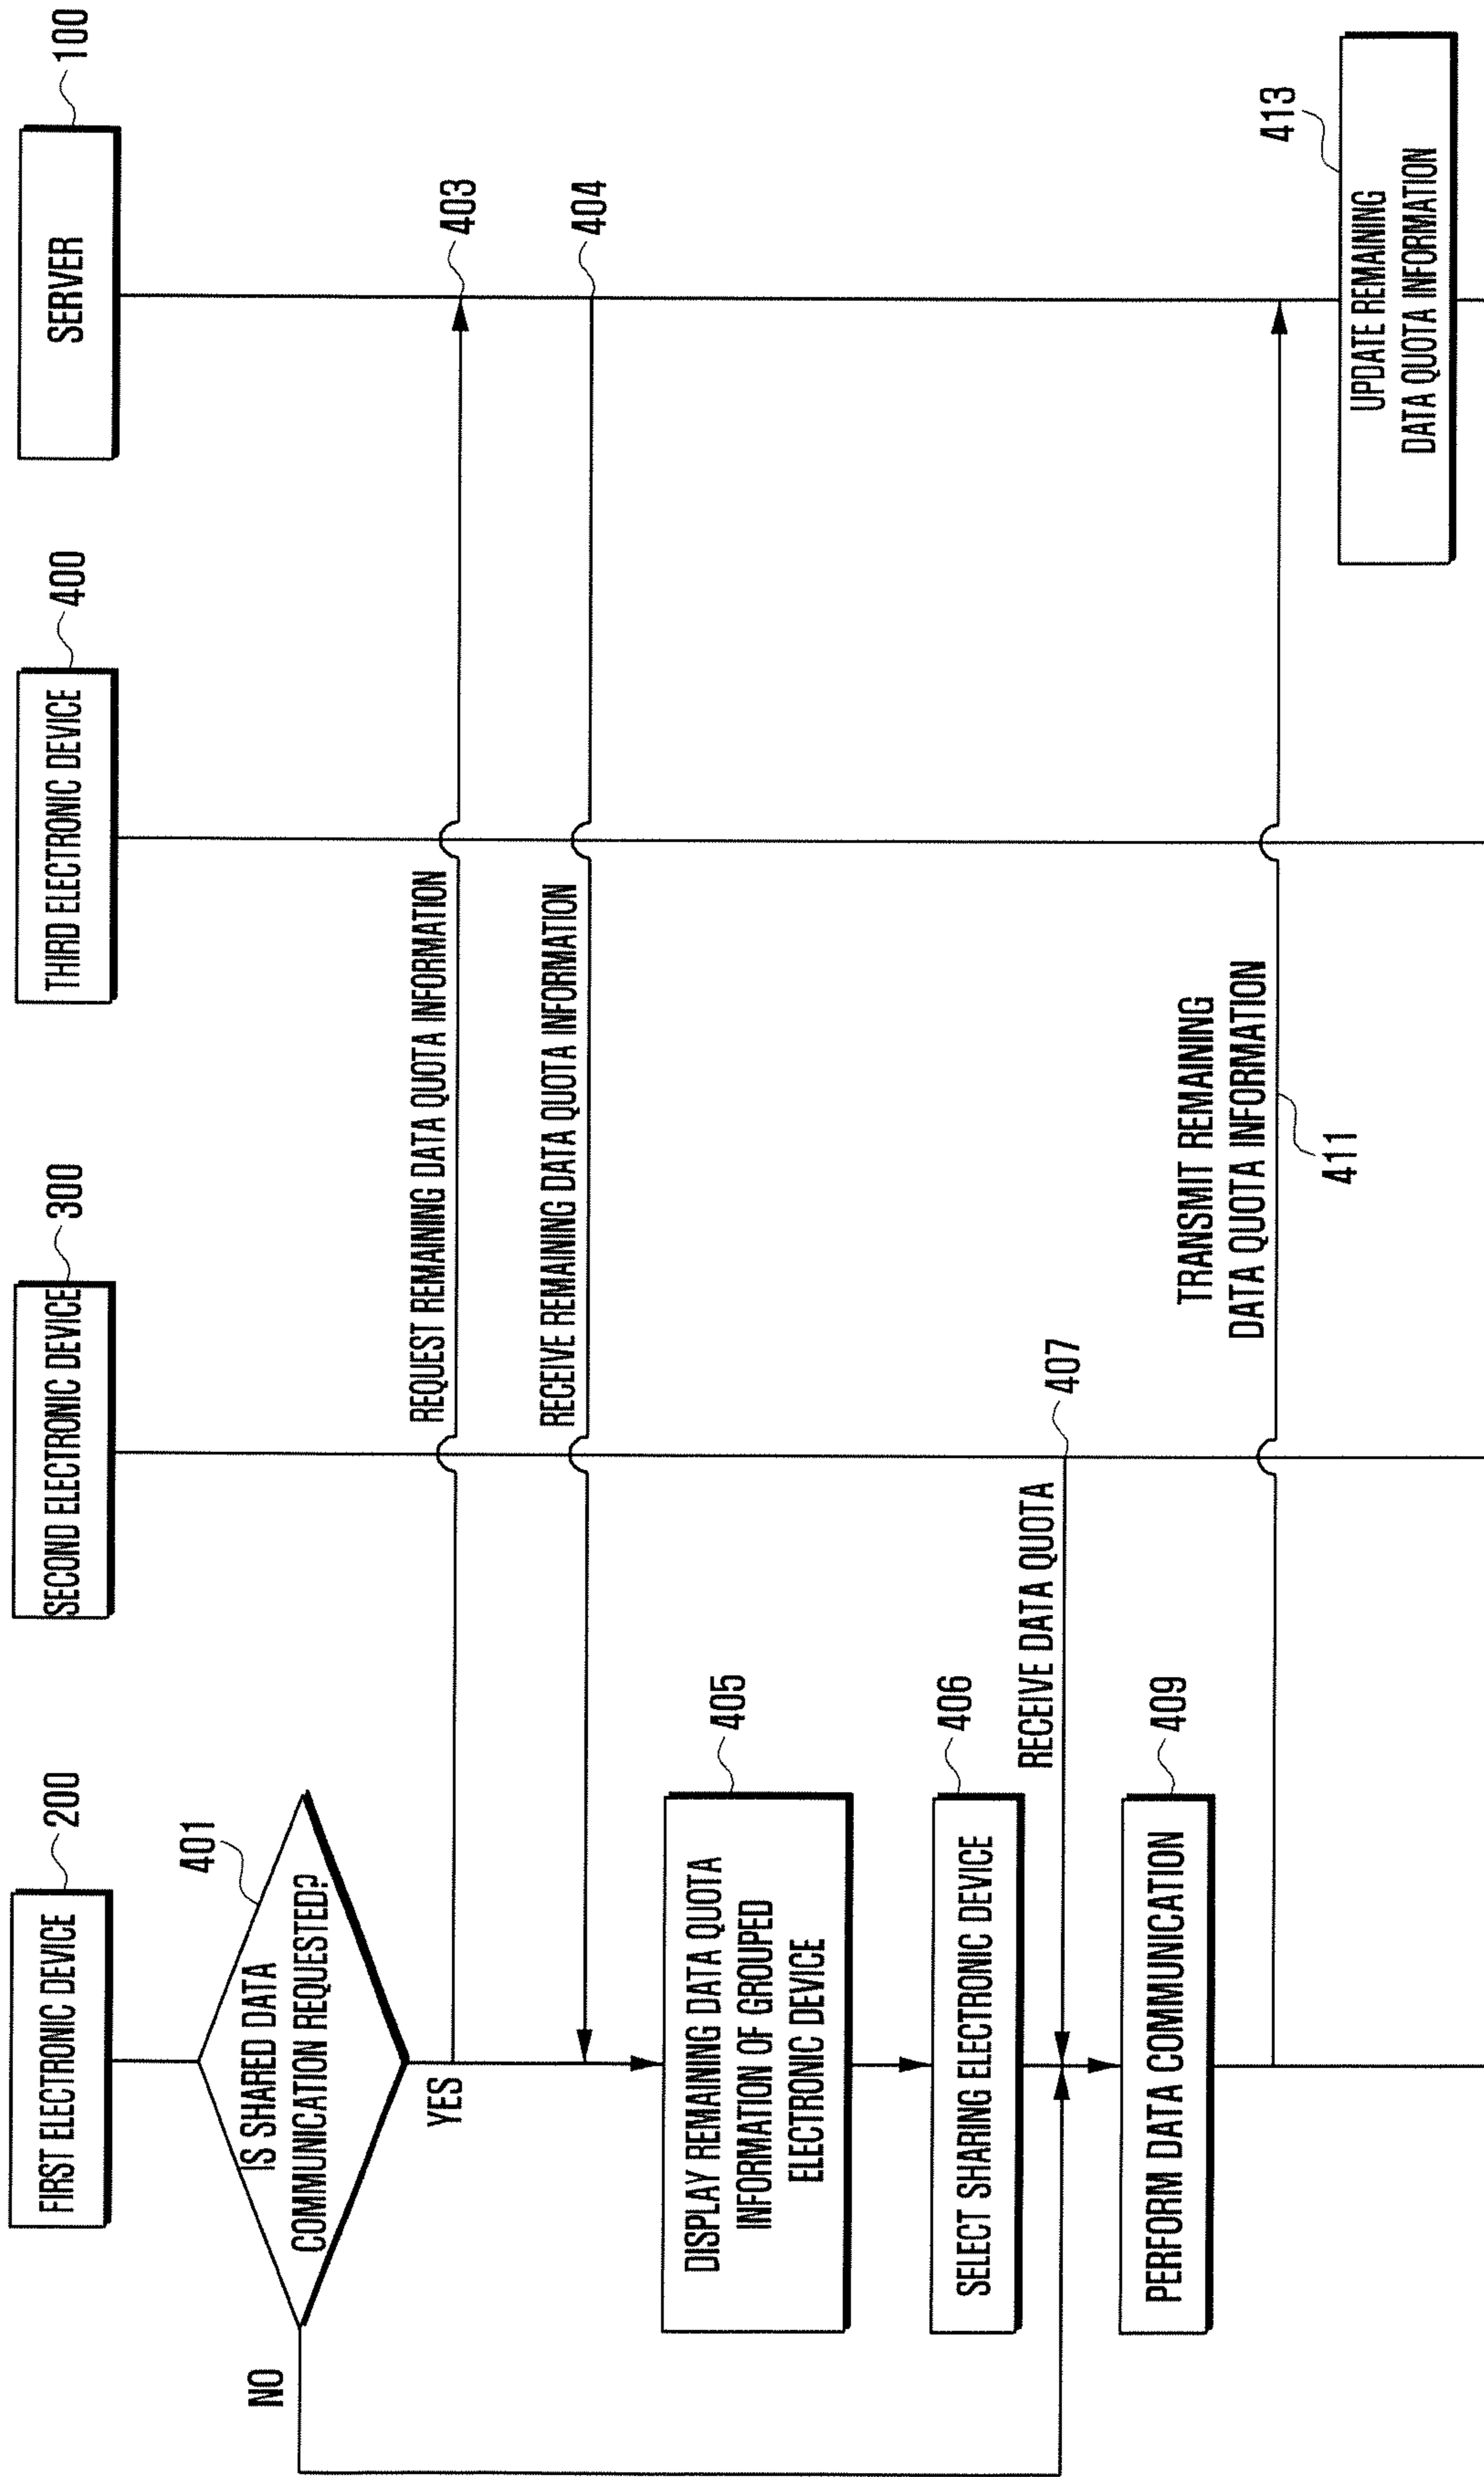 FIRST ELECTRONIC DEVICE
200
SECOND ELECTRONIC DEVICE
300
THIRD ELECTRONIC DEVICE
400
SERVER
100
401
IS SHARED DATA
COMMUNICATION REQUESTED?
NO
YES
REQUEST REMAINING DATA QUOTA INFORMATION
403
RECEIVE REMAINING DATA QUOTA INFORMATION
404
405
DISPLAY REMAINING DATA QUOTA
INFORMATION OF GROUPED
ELECTRONIC DEVICE
406
SELECT SHARING ELECTRONIC DEVICE
RECEIVE DATA QUOTA
407
409
PERFORM DATA COMMUNICATION
TRANSMIT REMAINING
DATA QUOTA INFORMATION
411
413
UPDATE REMAINING
DATA QUOTA INFORMATION